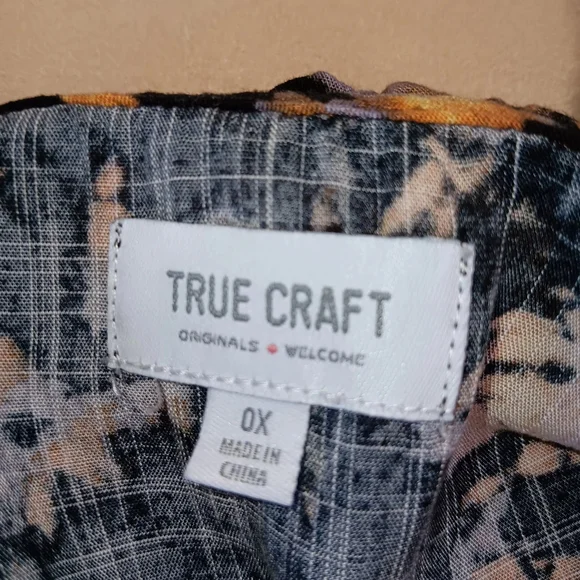 TRUE CRAFT
ORIGINALS WELCOME
0X
MADE IN
CHINA